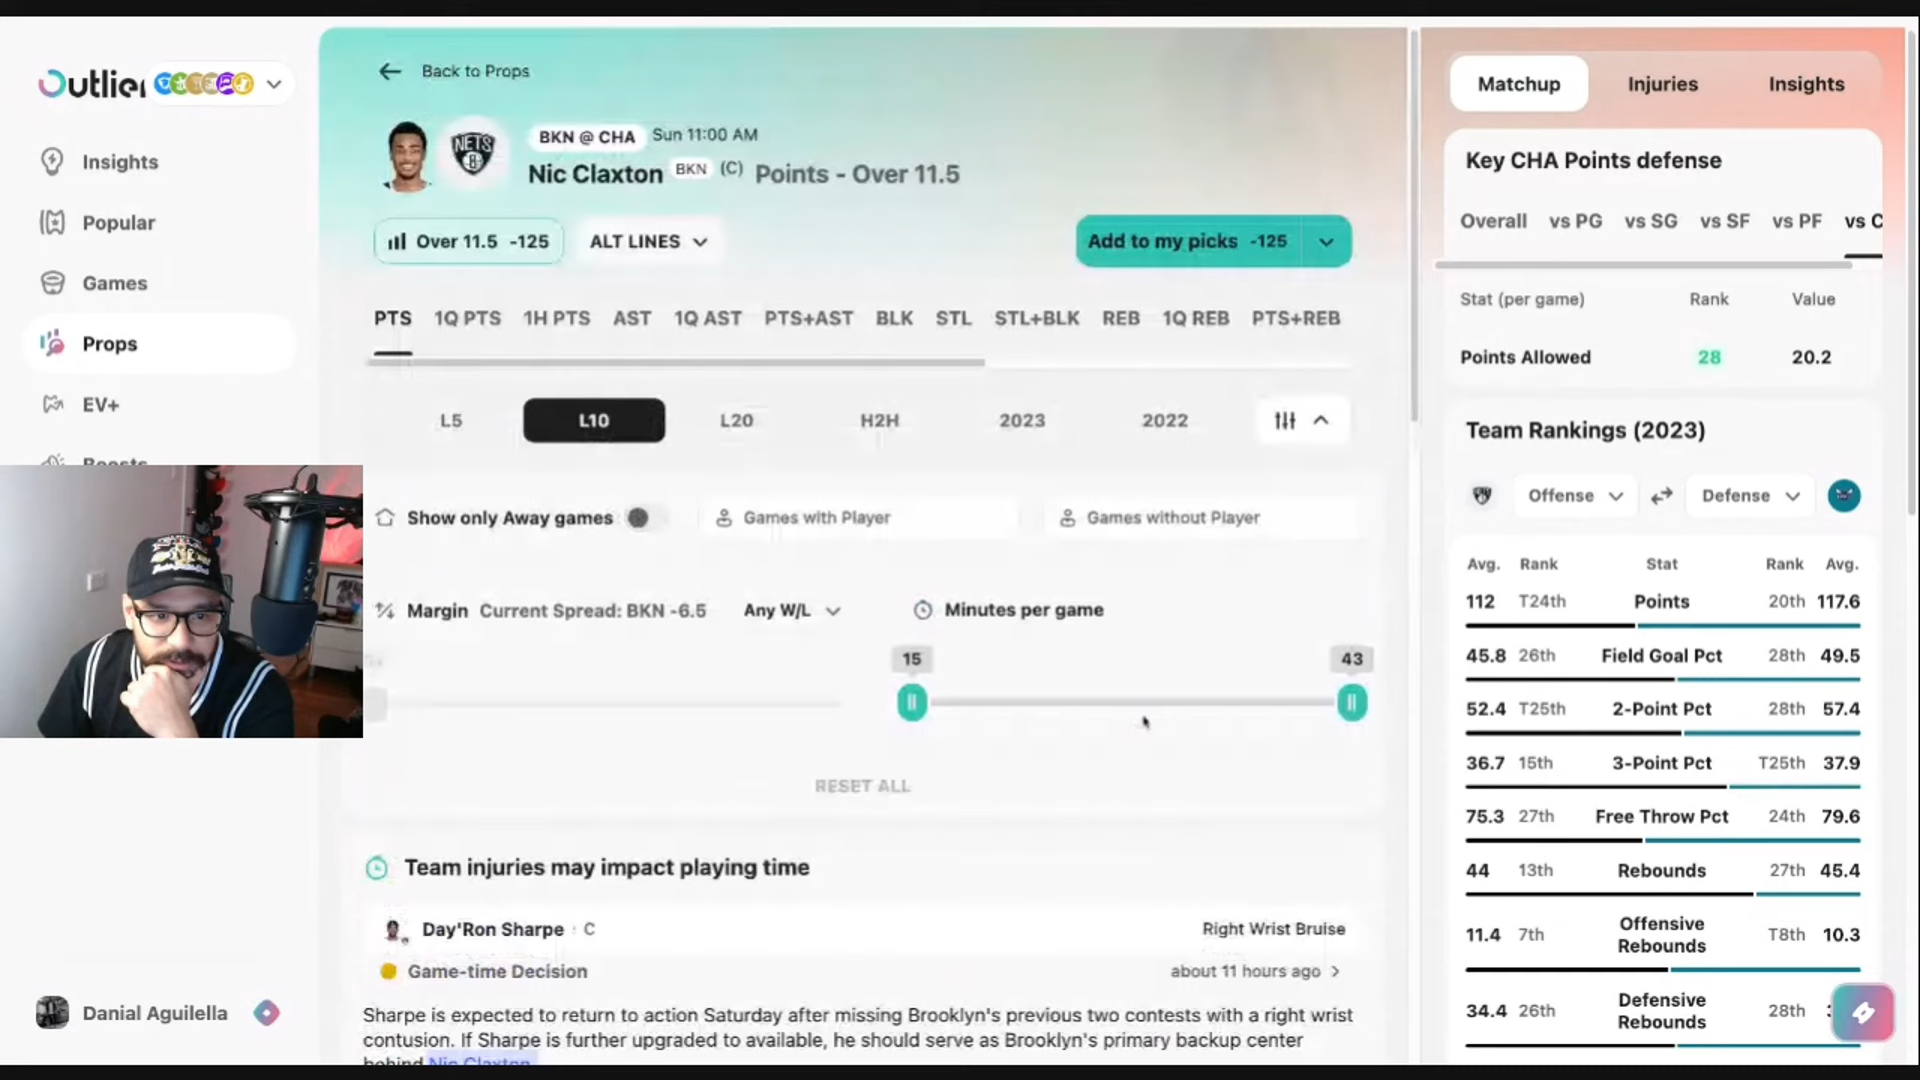 Outlier
Insights
Popular
Games
Props
EV+
Boosts
Danial Aguilella
Back to Props
NETS
BKN @ CHA Sun 11:00 AM
Nic Claxton BKN (C) Points - Over 11.5
Over 11.5 -125 ALT LINES
Add to my picks -125
PTS 1Q PTS 1H PTS AST 1Q AST PTS+AST BLK STL STL+BLK REB 1Q REB PTS+REB
L5 L10 L20 H2H 2023 2022
Show only Away games Games with Player Games without Player
Margin Current Spread: BKN -6.5 Any W/L Minutes per game
15 43
RESET ALL
Team injuries may impact playing time
Day'Ron Sharpe · C Right Wrist Bruise
Game-time Decision about 11 hours ago
Sharpe is expected to return to action Saturday after missing Brooklyn's previous two contests with a right wrist
contusion. If Sharpe is further upgraded to available, he should serve as Brooklyn's primary backup center
behind Nic Claxton.
Matchup Injuries Insights
Key CHA Points defense
Overall vs PG vs SG vs SF vs PF vs C
Stat (per game) Rank Value
Points Allowed 28 20.2
Team Rankings (2023)
Offense Defense
Avg. Rank Stat Rank Avg.
112 T24th Points 20th 117.6
45.8 26th Field Goal Pct 28th 49.5
52.4 T25th 2-Point Pct 28th 57.4
36.7 15th 3-Point Pct T25th 37.9
75.3 27th Free Throw Pct 24th 79.6
44 13th Rebounds 27th 45.4
11.4 7th Offensive Rebounds T8th 10.3
34.4 26th Defensive Rebounds 28th